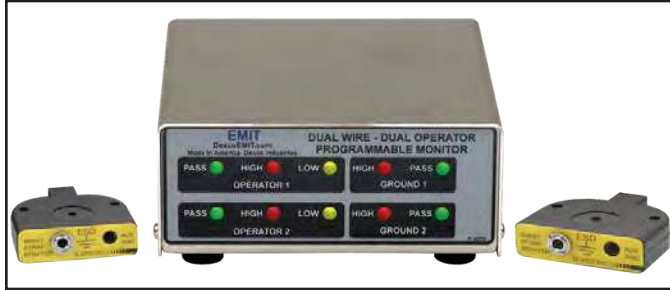 EMIT
DescoEMIT.com
Made in America Desco Industries
DUAL WIRE - DUAL OPERATOR
PROGRAMMABLE MONITOR
PASS HIGH LOW HIGH PASS
OPERATOR 1 GROUND 1
PASS HIGH LOW HIGH PASS
OPERATOR 2 GROUND 2
ESD
ESD